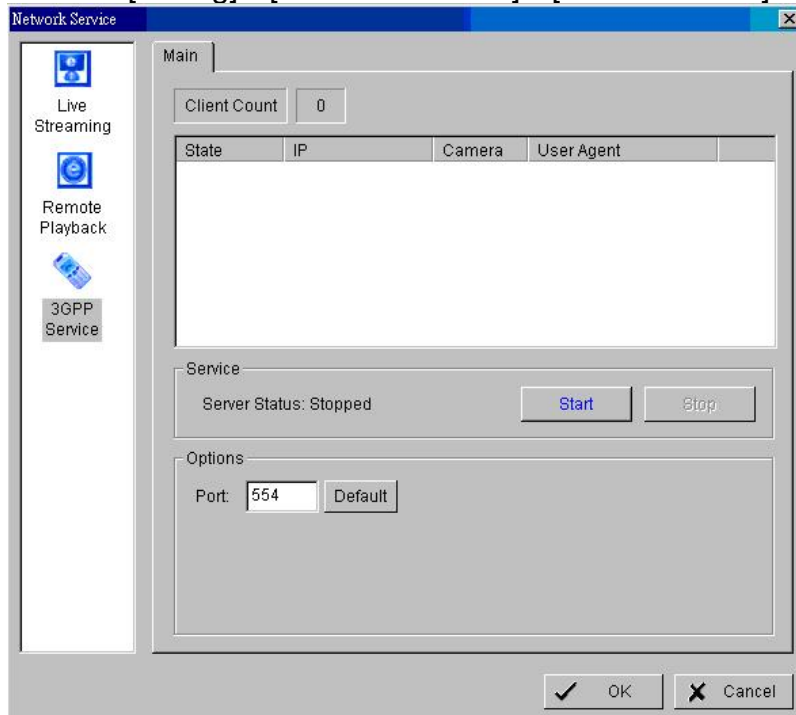 Network Service
Main
Live
Streaming
Remote
Playback
3GPP
Service
Client Count 0
State IP Camera User Agent
Service
Server Status: Stopped Start Stop
Options
Port: 554 Default
OK Cancel